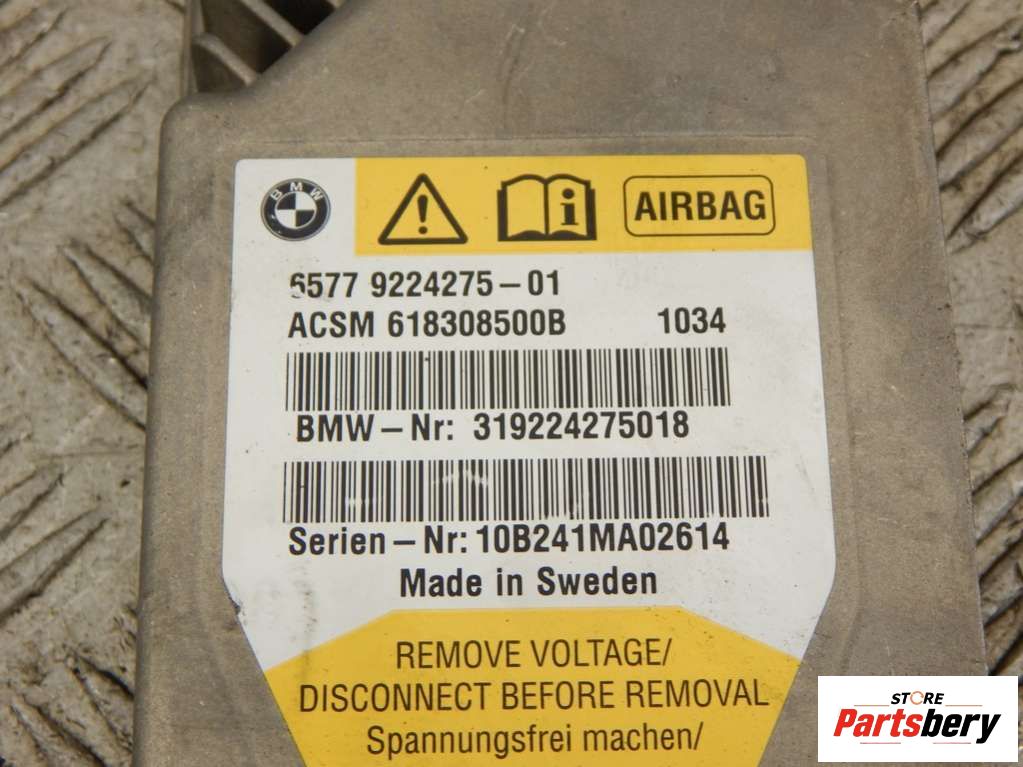 BMW
AIRBAG
6577 9224275-01
ACSM 618308500B 1034
BMW-Nr: 319224275018
Serien-Nr: 10B241MA02614
Made in Sweden
REMOVE VOLTAGE/
DISCONNECT BEFORE REMOVAL
Spannungsfrei machen/
STORE
Partsbery